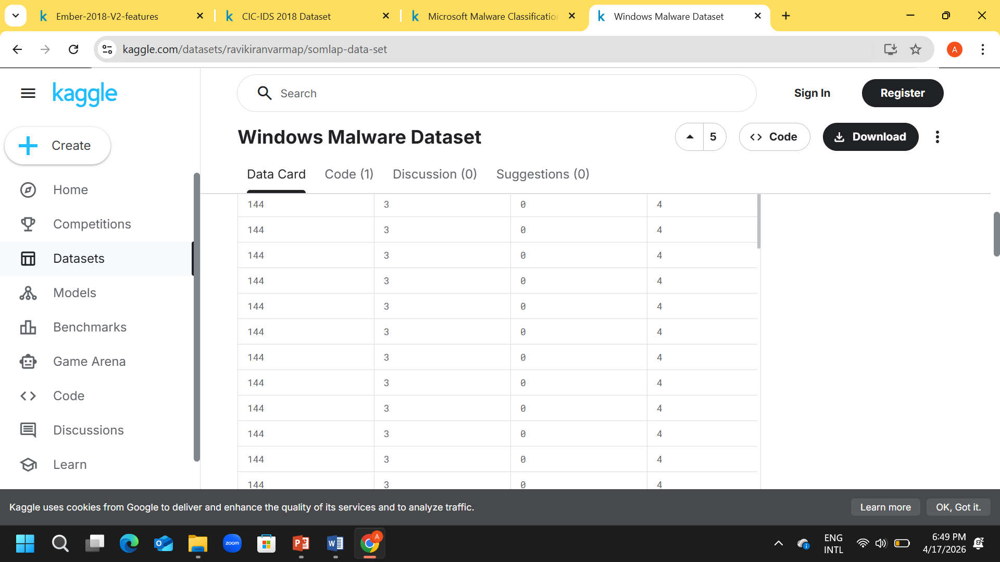 Ember-2018-V2-features
CIC-IDS 2018 Dataset
Microsoft Malware Classificatio
Windows Malware Dataset
kaggle.com/datasets/ravikiranvarmap/somlap-data-set
A
kaggle
Search
Sign In
Register
Create
Windows Malware Dataset
5
Code
Download
Data Card
Code (1)
Discussion (0)
Suggestions (0)
Home
Competitions
Datasets
Models
Benchmarks
Game Arena
Code
Discussions
Learn
144 3 0 4
144 3 0 4
144 3 0 4
144 3 0 4
144 3 0 4
144 3 0 4
144 3 0 4
144 3 0 4
144 3 0 4
144 3 0 4
144 3 0 4
144 3 0 4
Kaggle uses cookies from Google to deliver and enhance the quality of its services and to analyze traffic.
Learn more
OK, Got it.
zoom
A
ENG
INTL
6:49 PM
4/17/2026